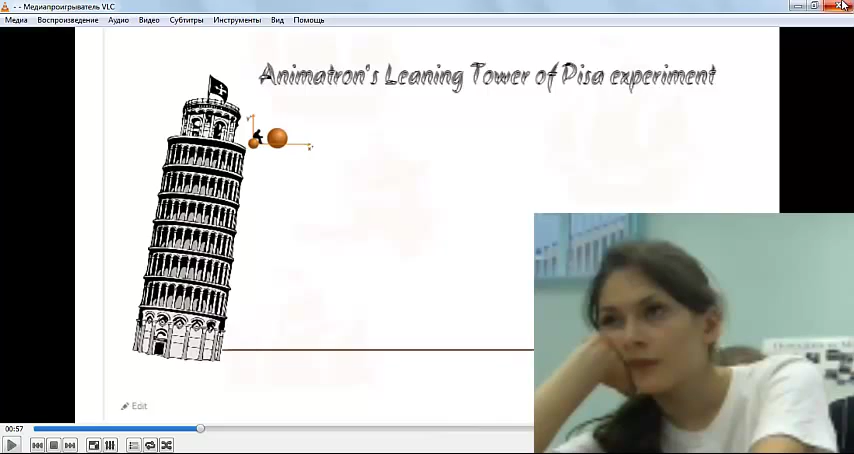 - - Медиапроигрыватель VLC
Медиа Воспроизведение Аудио Видео Субтитры Инструменты Вид Помощь
Animatron's Leaning Tower of Pisa experiment
Edit
00:57